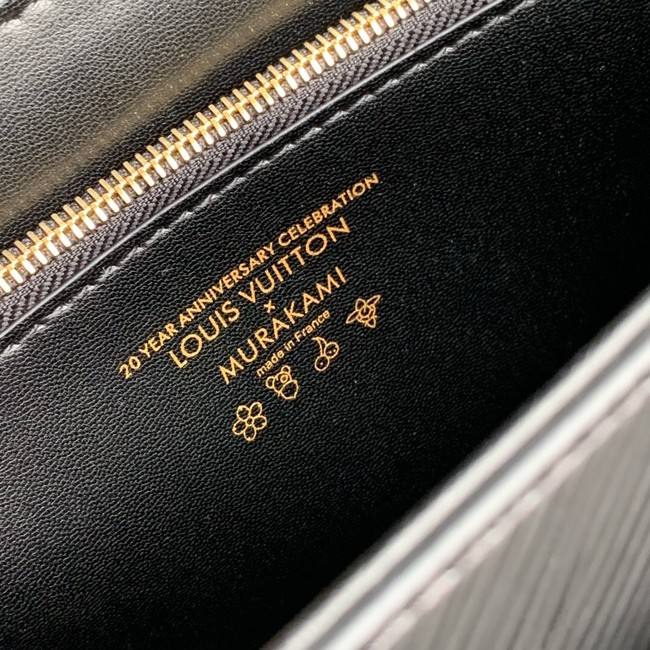 20 YEAR ANNIVERSARY CELEBRATION
LOUIS VUITTON
×
MURAKAMI
made in France